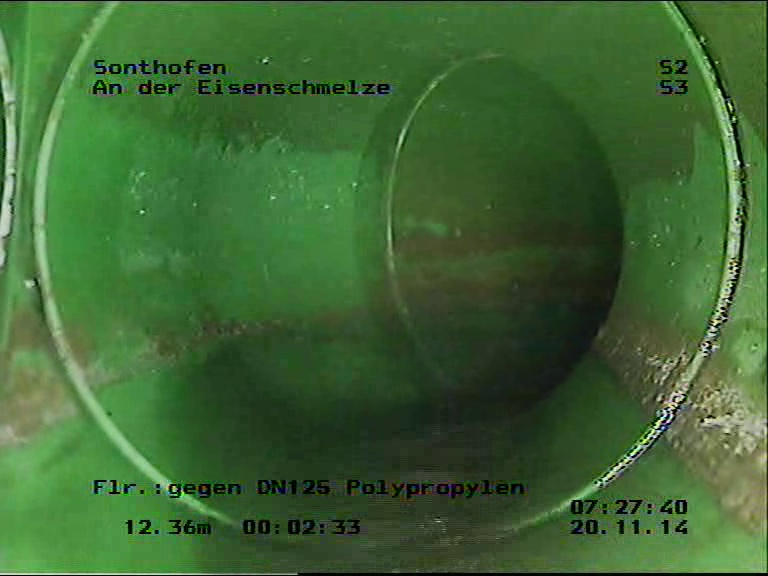 Sonthofen S2
An der Eisenschmelze S3
Flr.:gegen DN125 Polypropylen
07:27:40
12.36m 00:02:33 20.11.14